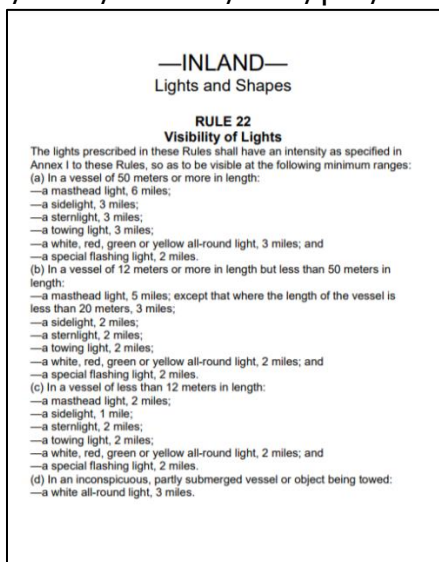 —INLAND—
Lights and Shapes
RULE 22
Visibility of Lights
The lights prescribed in these Rules shall have an intensity as specified in
Annex I to these Rules, so as to be visible at the following minimum ranges:
(a) In a vessel of 50 meters or more in length:
—a masthead light, 6 miles;
—a sidelight, 3 miles;
—a sternlight, 3 miles;
—a towing light, 3 miles;
—a white, red, green or yellow all-round light, 3 miles; and
—a special flashing light, 2 miles.
(b) In a vessel of 12 meters or more in length but less than 50 meters in
length:
—a masthead light, 5 miles; except that where the length of the vessel is
less than 20 meters, 3 miles;
—a sidelight, 2 miles;
—a sternlight, 2 miles;
—a towing light, 2 miles;
—a white, red, green or yellow all-round light, 2 miles; and
—a special flashing light, 2 miles.
(c) In a vessel of less than 12 meters in length:
—a masthead light, 2 miles;
—a sidelight, 1 mile;
—a sternlight, 2 miles;
—a towing light, 2 miles;
—a white, red, green or yellow all-round light, 2 miles; and
—a special flashing light, 2 miles.
(d) In an inconspicuous, partly submerged vessel or object being towed:
—a white all-round light, 3 miles.